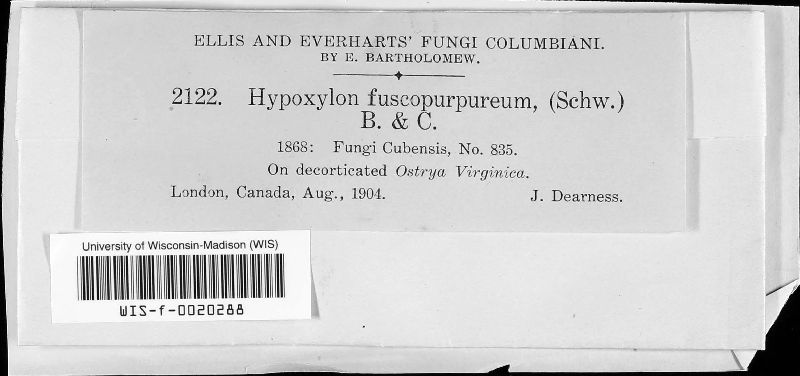 ELLIS AND EVERHARTS' FUNGI COLUMBIANI.
BY E. BARTHOLOMEW.
2122. Hypoxylon fuscopurpureum, (Schw.)
B. & C.
1868: Fungi Cubensis, No. 835.
On decorticated Ostrya Virginica.
London, Canada, Aug., 1904. J. Dearness.
University of Wisconsin-Madison (WIS)
WIS-f-0020288